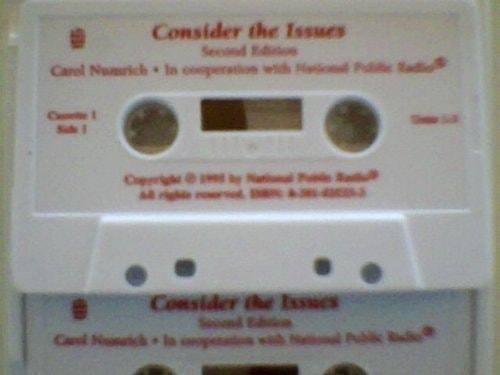 Consider the Issues
Second Edition
Carol Numrich • In cooperation with National Public Radio®
Cassette 1
Side 1
Copyright © 1995 by National Public Radio®
All rights reserved. ISBN:
Consider the Issues
Second Edition
Carol Numrich • In cooperation with National Public Radio®